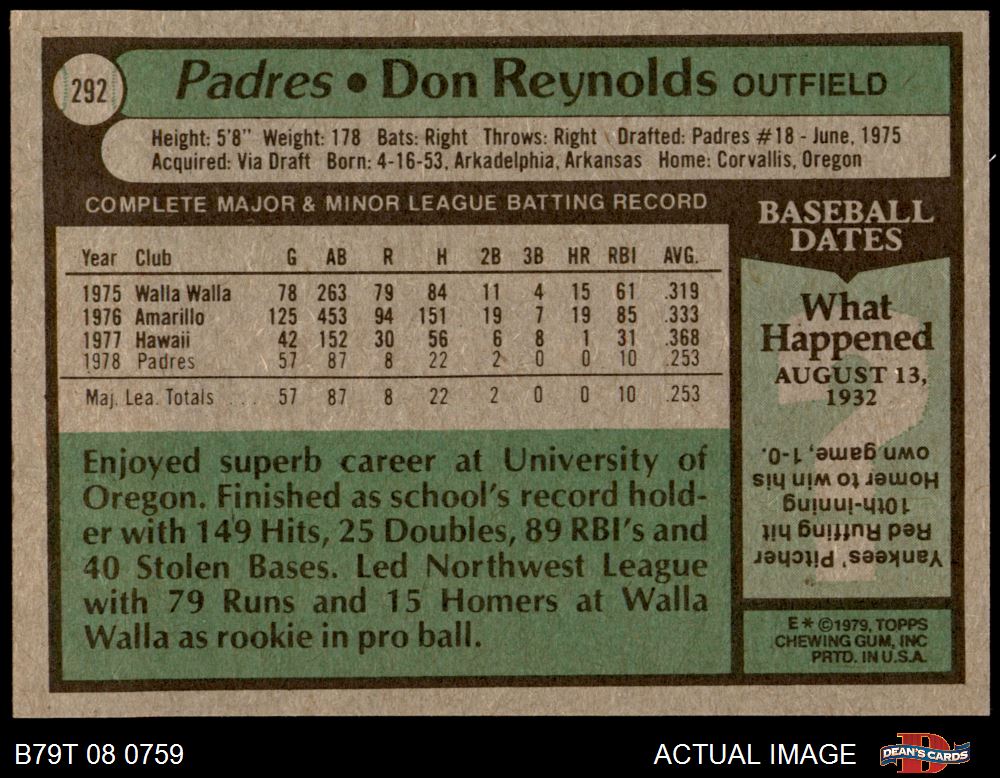 292
Padres • Don Reynolds OUTFIELD
Height: 5'8" Weight: 178 Bats: Right Throws: Right Drafted: Padres #18 - June, 1975
Acquired: Via Draft Born: 4-16-53, Arkadelphia, Arkansas Home: Corvallis, Oregon
COMPLETE MAJOR & MINOR LEAGUE BATTING RECORD
Year Club G AB R H 2B 3B HR RBI AVG.
1975 Walla Walla 78 263 79 84 11 4 15 61 .319
1976 Amarillo 125 453 94 151 19 7 19 85 .333
1977 Hawaii 42 152 30 56 6 8 1 31 .368
1978 Padres 57 87 8 22 2 0 0 10 .253
Maj. Lea. Totals . . . 57 87 8 22 2 0 0 10 .253
Enjoyed superb career at University of
Oregon. Finished as school's record hold-
er with 149 Hits, 25 Doubles, 89 RBI's and
40 Stolen Bases. Led Northwest League
with 79 Runs and 15 Homers at Walla
Walla as rookie in pro ball.
BASEBALL
DATES
What
Happened
AUGUST 13,
1932
Yankees' Pitcher
Red Ruffing hit
10th-inning
Homer to win his
own game, 1-0.
E*©1979, TOPPS
CHEWING GUM, INC
PRTD. IN U.S.A.
B79T 08 0759
ACTUAL IMAGE
DEAN'S CARDS